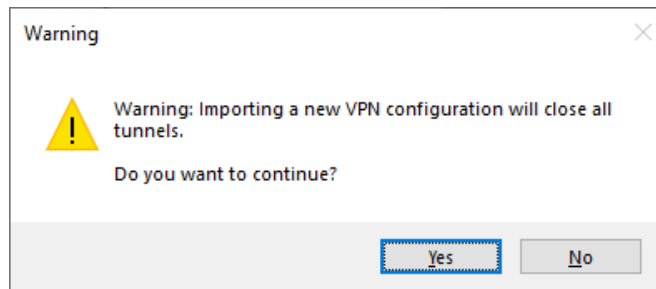 Warning
Warning: Importing a new VPN configuration will close all
tunnels.
Do you want to continue?
Yes
No